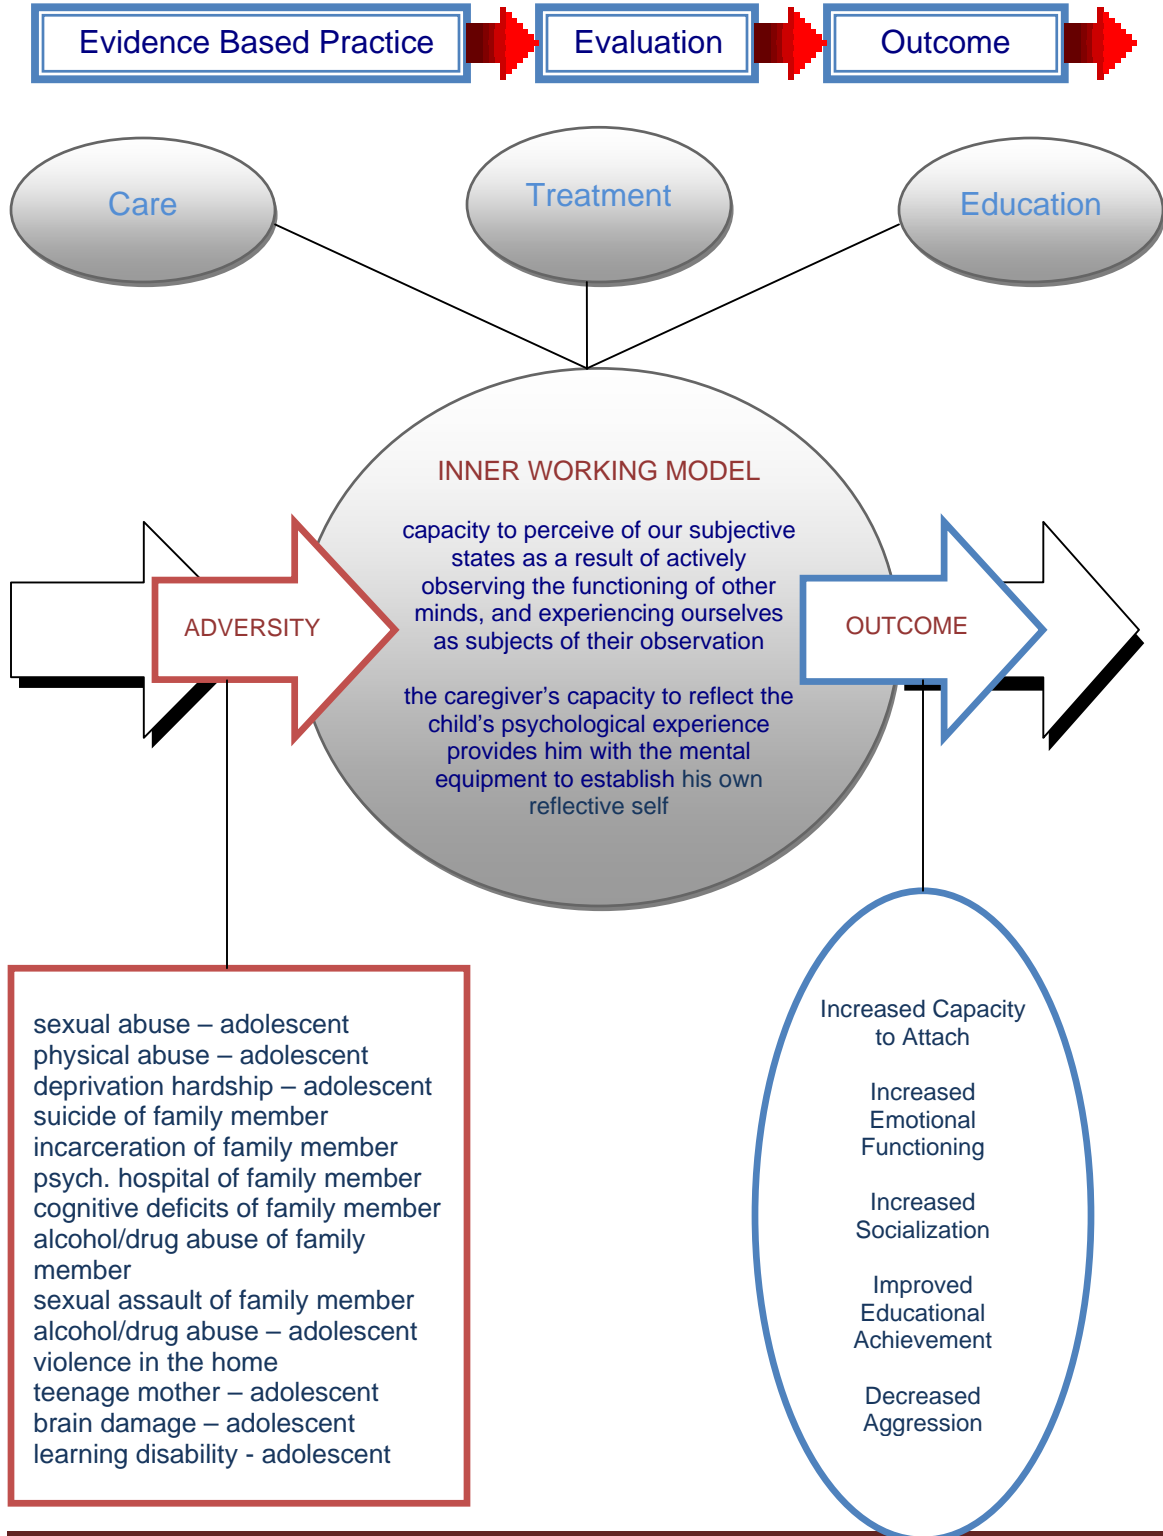 Evidence Based Practice
Evaluation
Outcome
Care
Treatment
Education
INNER WORKING MODEL
capacity to perceive of our subjective
states as a result of actively
observing the functioning of other
minds, and experiencing ourselves
as subjects of their observation
the caregiver's capacity to reflect the
child's psychological experience
provides him with the mental
equipment to establish his own
reflective self
ADVERSITY
OUTCOME
sexual abuse – adolescent
physical abuse – adolescent
deprivation hardship – adolescent
suicide of family member
incarceration of family member
psych. hospital of family member
cognitive deficits of family member
alcohol/drug abuse of family
member
sexual assault of family member
alcohol/drug abuse – adolescent
violence in the home
teenage mother – adolescent
brain damage – adolescent
learning disability - adolescent
Increased Capacity
to Attach
Increased
Emotional
Functioning
Increased
Socialization
Improved
Educational
Achievement
Decreased
Aggression